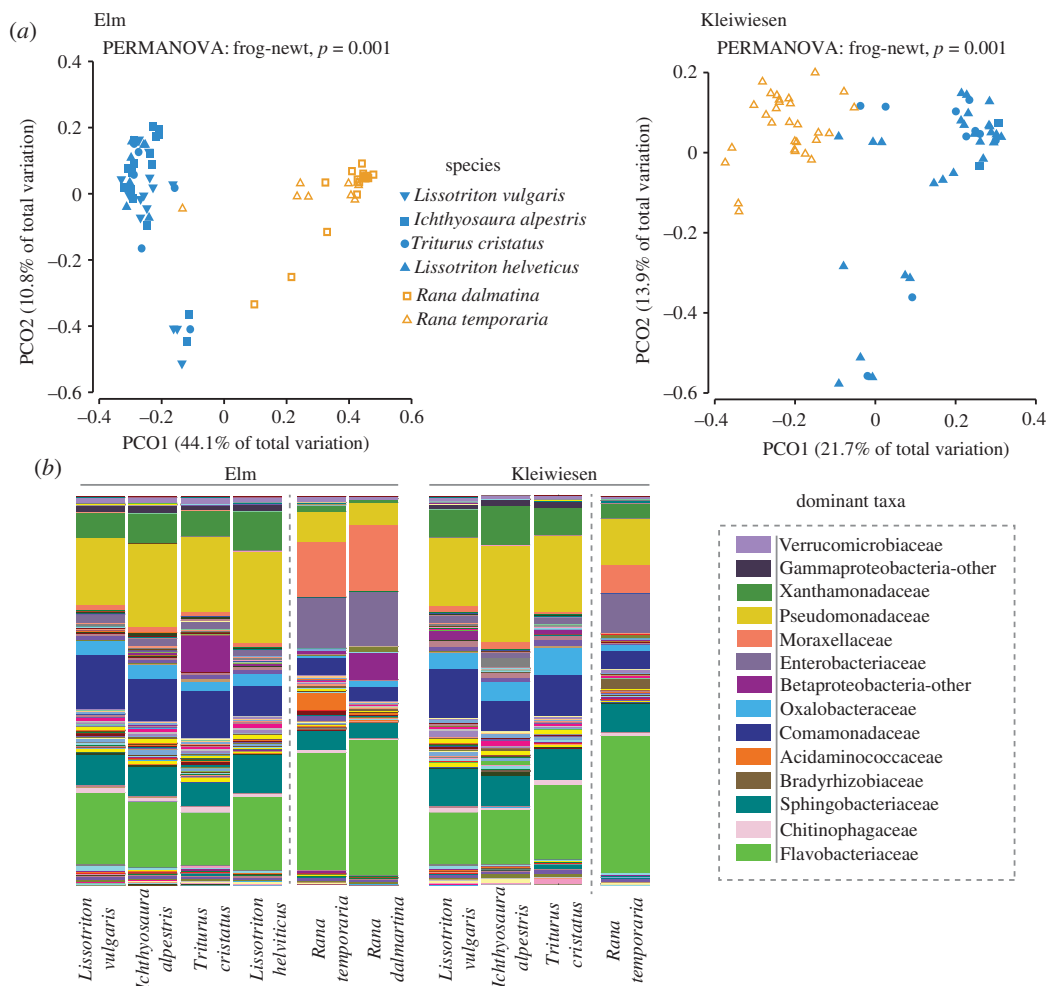 (a)
Elm
PERMANOVA: frog-newt, p = 0.001
0.4
0.2
0
−0.2
−0.4
−0.6
PCO2 (10.8% of total variation)
−0.4
−0.2
0
0.2
0.4
0.6
PCO1 (44.1% of total variation)
species
Lissotriton vulgaris
Ichthyosaura alpestris
Triturus cristatus
Lissotriton helveticus
Rana dalmatina
Rana temporaria
Kleiwiesen
PERMANOVA: frog-newt, p = 0.001
0.2
0
−0.2
−0.4
−0.6
PCO2 (13.9% of total variation)
−0.4
−0.2
0
0.2
0.4
PCO1 (21.7% of total variation)
(b)
Elm
Kleiwiesen
Lissotriton
vulgaris
Ichthyosaura
alpestris
Triturus
cristatus
Lissotriton
helviticus
Rana
temporaria
Rana
dalmartina
Lissotriton
vulgaris
Ichthyosaura
alpestris
Triturus
cristatus
Rana
temporaria
dominant taxa
Verrucomicrobiaceae
Gammaproteobacteria-other
Xanthamonadaceae
Pseudomonadaceae
Moraxellaceae
Enterobacteriaceae
Betaproteobacteria-other
Oxalobacteraceae
Comamonadaceae
Acidaminococcaceae
Bradyrhizobiaceae
Sphingobacteriaceae
Chitinophagaceae
Flavobacteriaceae